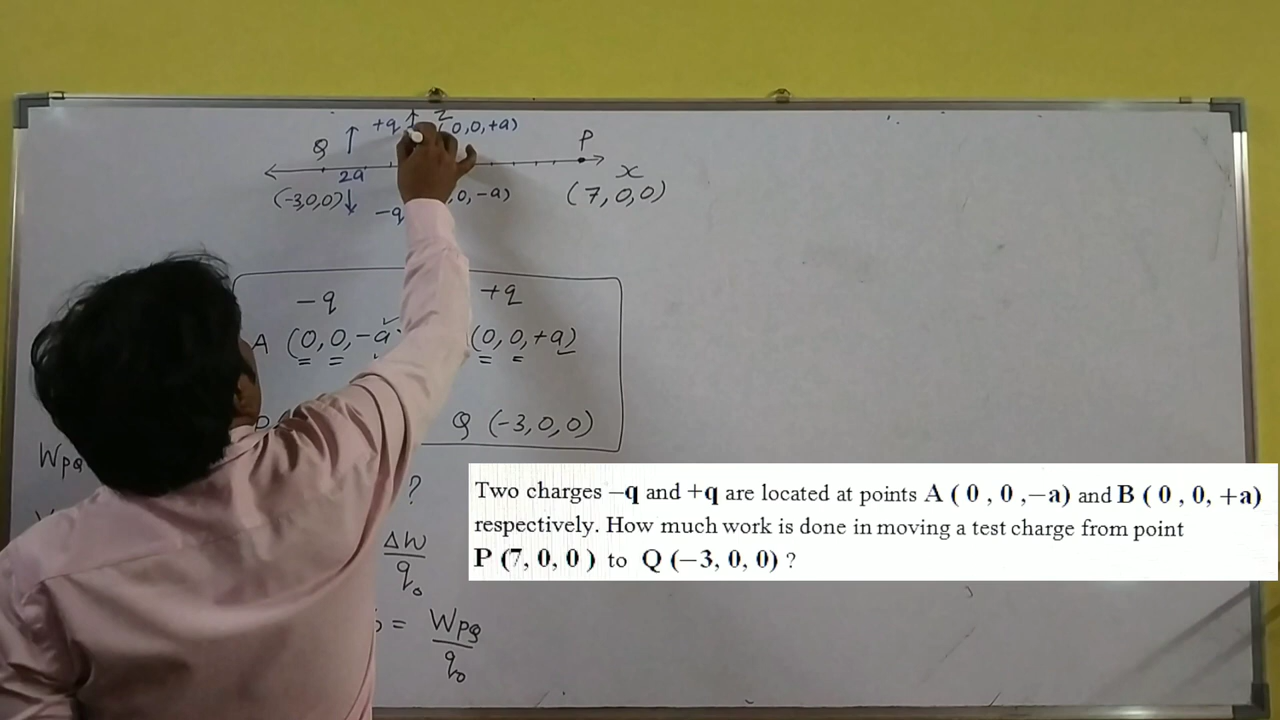 +q ↑ z
(0,0,+a)
Q ↑ P
2a x
(-3,0,0) ↓ -q ,0,-a) (7,0,0)
-q +q
A (0,0,-a) (0,0,+a)
Q (-3,0,0)
WPQ ?
ΔW
q₀
= WPQ
q₀
Two charges –q and +q are located at points A ( 0 , 0 ,–a) and B ( 0 , 0, +a)
respectively. How much work is done in moving a test charge from point
P (7, 0, 0 ) to Q (–3, 0, 0) ?